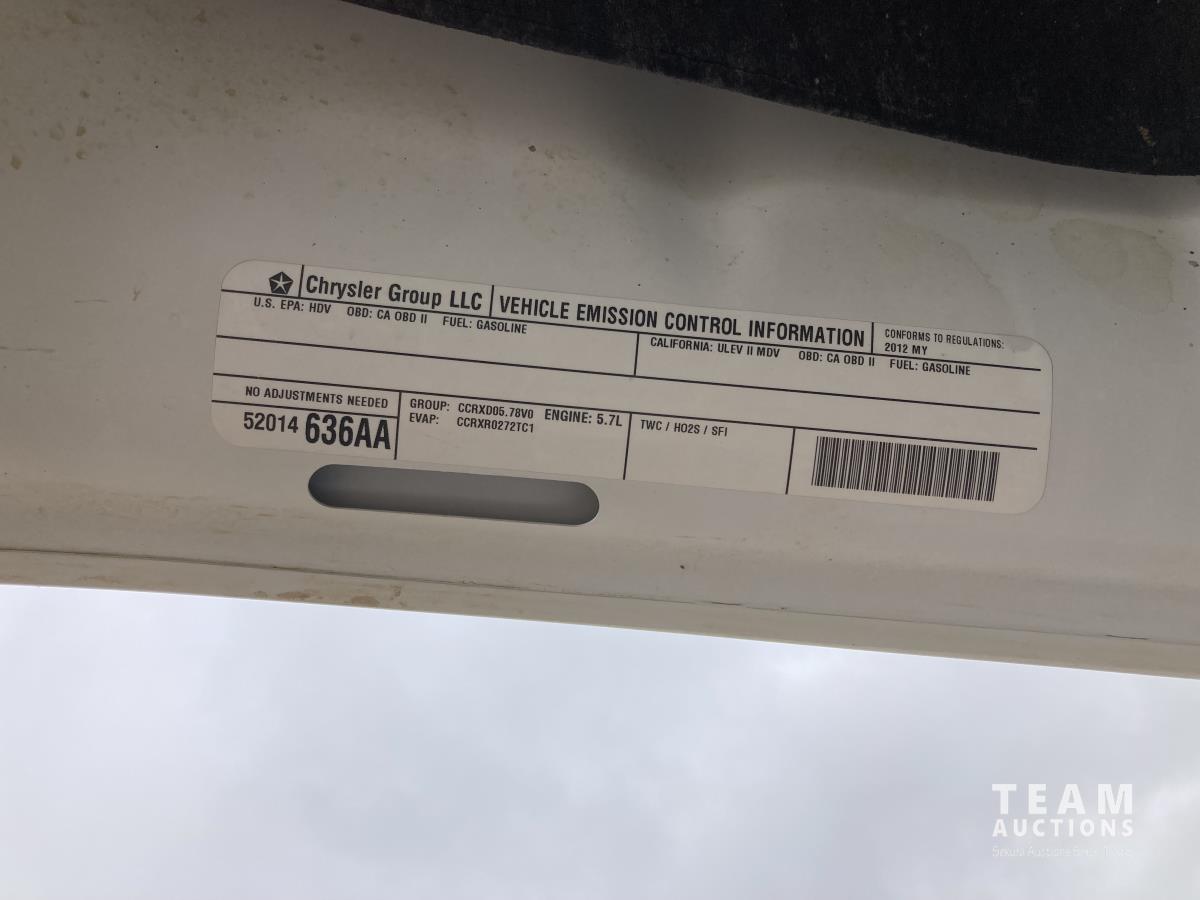 Chrysler Group LLC
VEHICLE EMISSION CONTROL INFORMATION
CONFORMS TO REGULATIONS:
2012 MY
U.S. EPA: HDV OBD: CA OBD II FUEL: GASOLINE
CALIFORNIA: ULEV II MDV OBD: CA OBD II FUEL: GASOLINE
NO ADJUSTMENTS NEEDED
52014 636AA
GROUP: CCRXD05.78V0 ENGINE: 5.7L
EVAP: CCRXR0272TC1
TWC / HO2S / SFI
TEAM
AUCTIONS